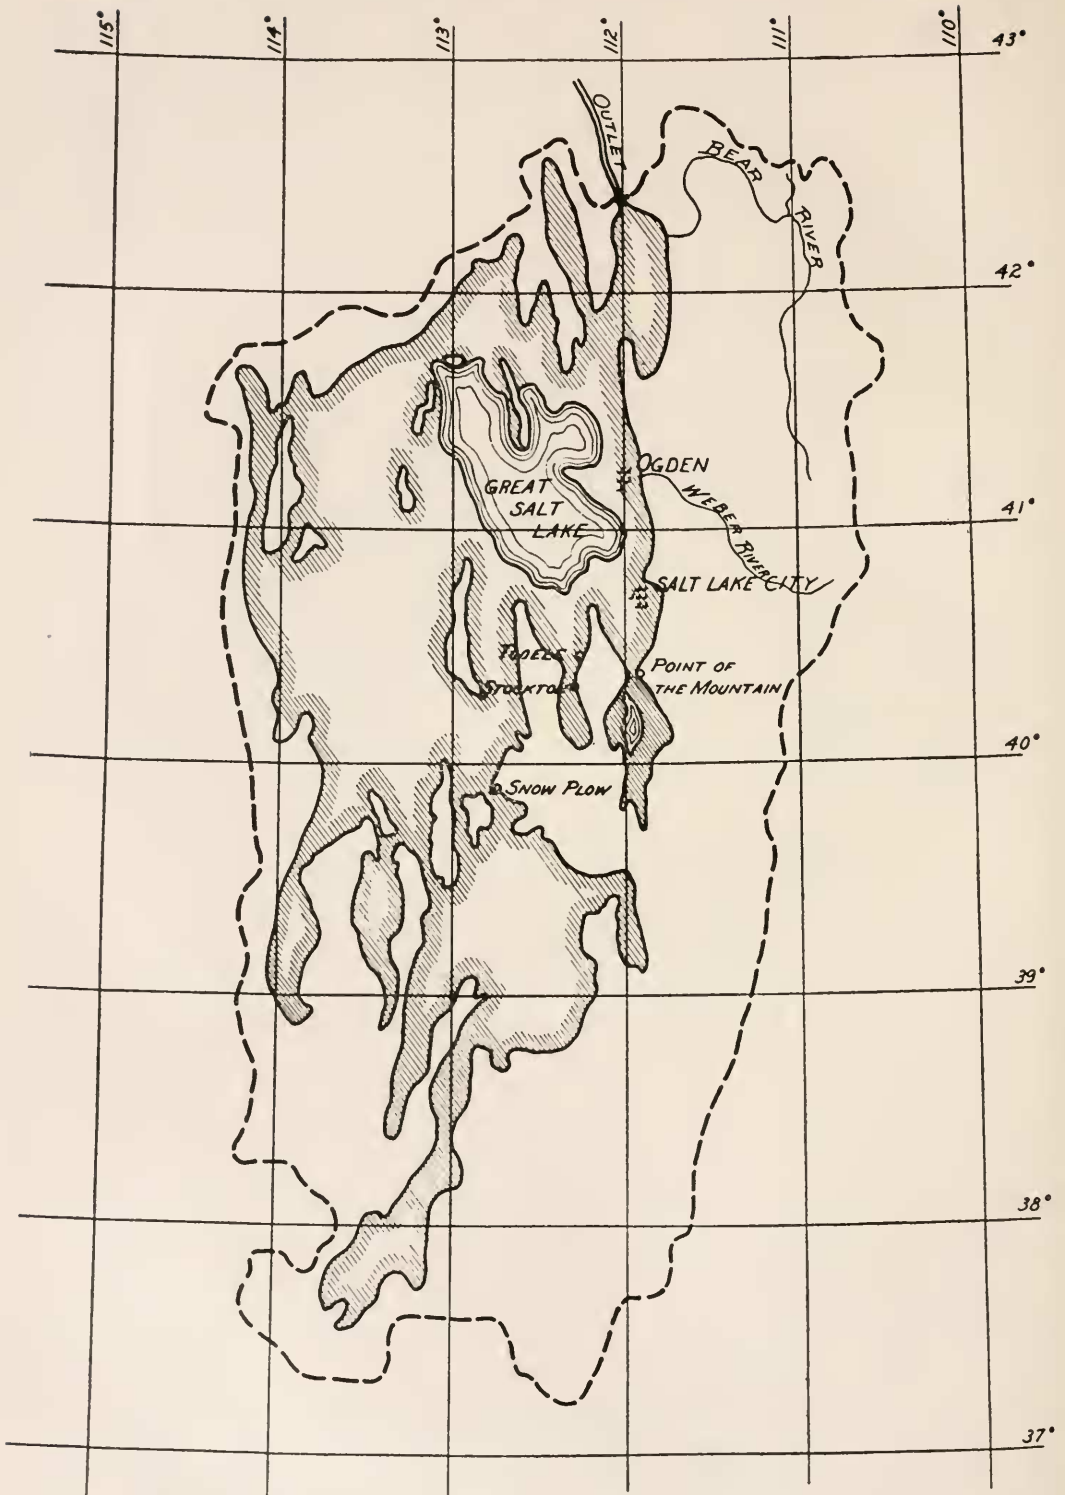 115°
114°
113°
112°
111°
110°
43°
OUTLET
BEAR
RIVER
42°
OGDEN
GREAT
SALT
LAKE
WEBER RIVER
41°
SALT LAKE CITY
TOOELE
POINT OF
THE MOUNTAIN
STOCKTON
40°
SNOW PLOW
39°
38°
37°